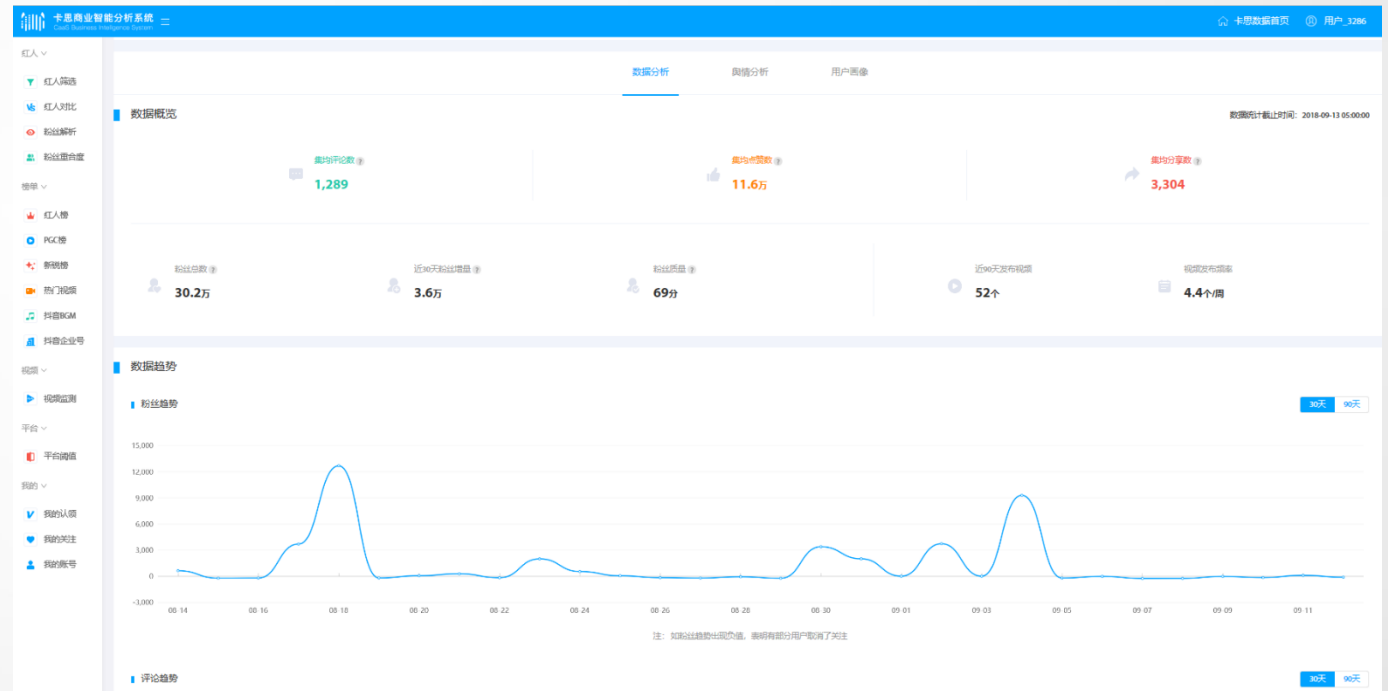 卡思商业智能分析系统
CaaS Business Intelligence System
卡思数据首页
用户_3286
红人
红人筛选
红人对比
粉丝解析
粉丝重合度
榜单
红人榜
PGC榜
新锐榜
热门视频
抖音BGM
抖音企业号
视频
视频监测
平台
平台阈值
我的
我的认领
我的关注
我的账号
数据分析 舆情分析 用户画像
数据概览
数据统计截止时间：2018-09-13 05:00:00
集均评论数 ?
1,289
集均点赞数 ?
11.6万
集均分享数 ?
3,304
粉丝总数 ?
30.2万
近30天粉丝增量 ?
3.6万
粉丝质量 ?
69分
近90天发布视频
52个
视频发布频率
4.4个/周
数据趋势
粉丝趋势
30天 90天
15,000
12,000
9,000
6,000
3,000
0
-3,000
08-14 08-16 08-18 08-20 08-22 08-24 08-26 08-28 08-30 09-01 09-03 09-05 09-07 09-09 09-11
注：如粉丝趋势出现负值，表明有部分用户取消了关注
评论趋势
30天 90天